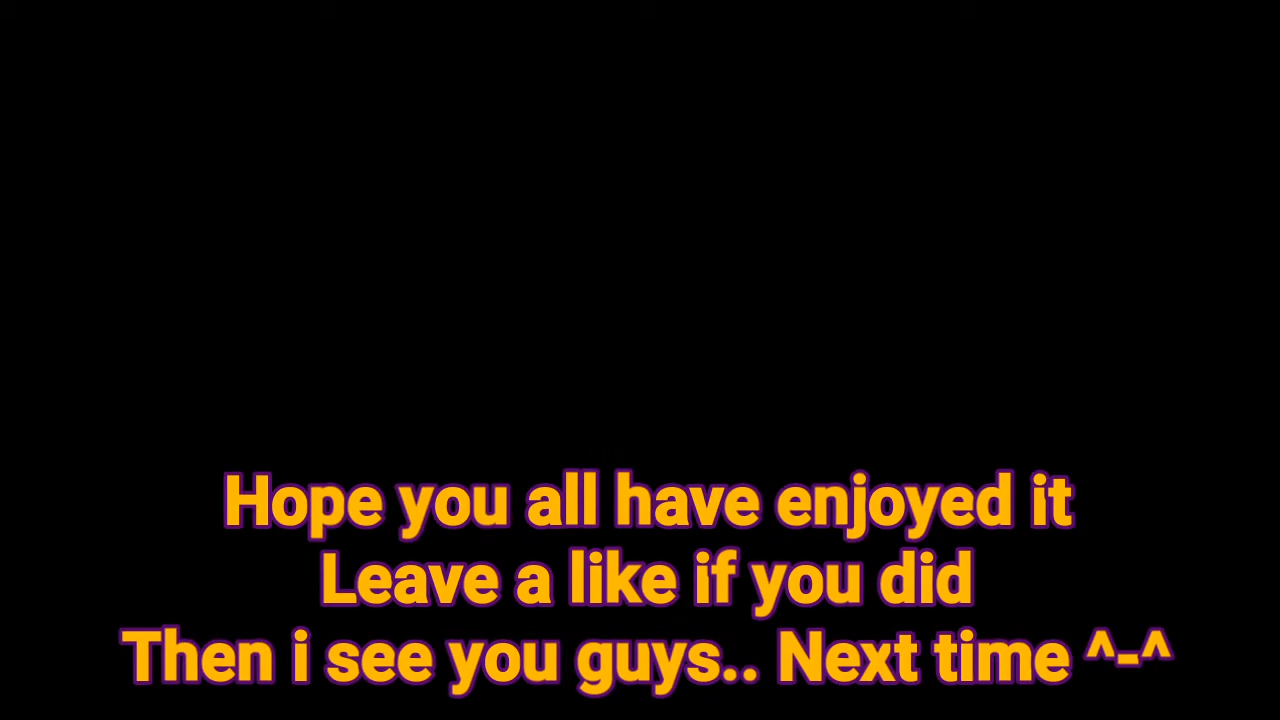 Hope you all have enjoyed it
Leave a like if you did
Then i see you guys.. Next time ^-^